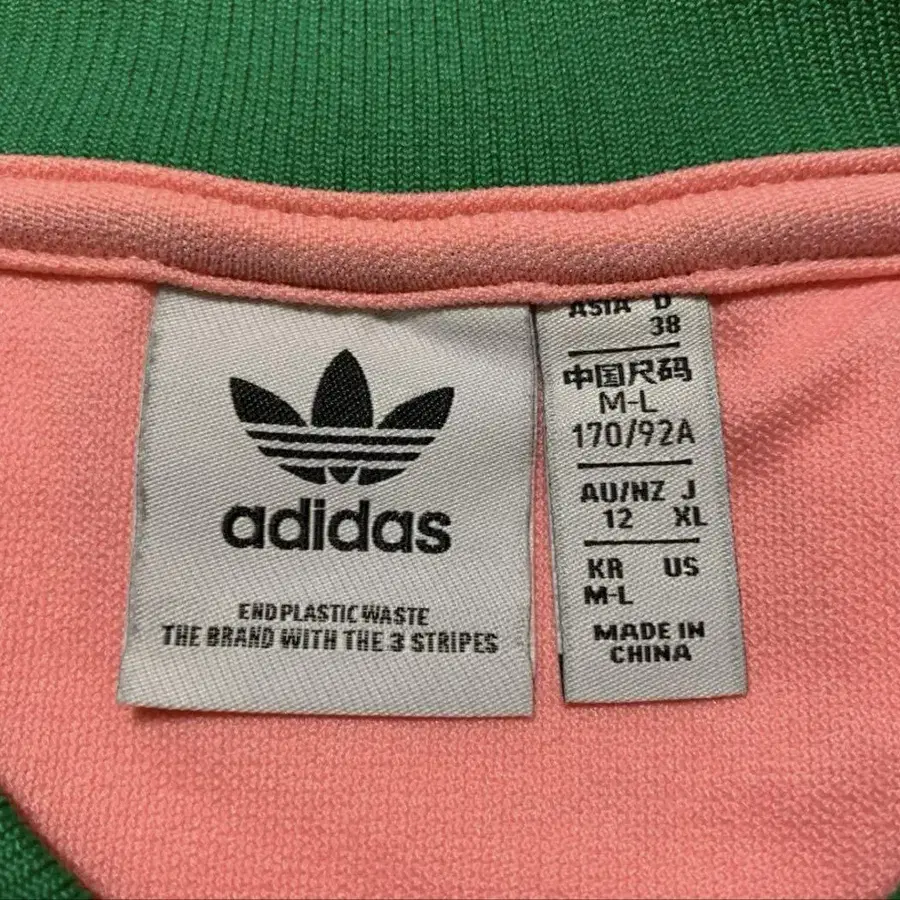 adidas
END PLASTIC WASTE
THE BRAND WITH THE 3 STRIPES
ASIA D
38
中国尺码
M-L
170/92A
AU/NZ J
12 XL
KR US
M-L
MADE IN
CHINA